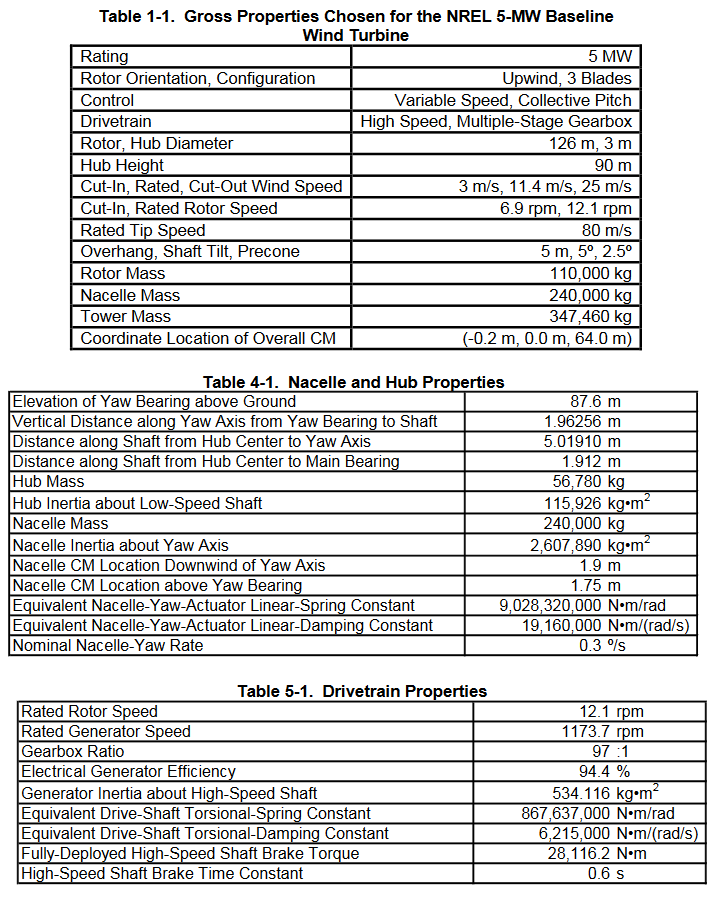 Table 1-1. Gross Properties Chosen for the NREL 5-MW Baseline
Wind Turbine
Rating 5 MW
Rotor Orientation, Configuration Upwind, 3 Blades
Control Variable Speed, Collective Pitch
Drivetrain High Speed, Multiple-Stage Gearbox
Rotor, Hub Diameter 126 m, 3 m
Hub Height 90 m
Cut-In, Rated, Cut-Out Wind Speed 3 m/s, 11.4 m/s, 25 m/s
Cut-In, Rated Rotor Speed 6.9 rpm, 12.1 rpm
Rated Tip Speed 80 m/s
Overhang, Shaft Tilt, Precone 5 m, 5º, 2.5º
Rotor Mass 110,000 kg
Nacelle Mass 240,000 kg
Tower Mass 347,460 kg
Coordinate Location of Overall CM (-0.2 m, 0.0 m, 64.0 m)
Table 4-1. Nacelle and Hub Properties
Elevation of Yaw Bearing above Ground 87.6 m
Vertical Distance along Yaw Axis from Yaw Bearing to Shaft 1.96256 m
Distance along Shaft from Hub Center to Yaw Axis 5.01910 m
Distance along Shaft from Hub Center to Main Bearing 1.912 m
Hub Mass 56,780 kg
Hub Inertia about Low-Speed Shaft 115,926 kg•m²
Nacelle Mass 240,000 kg
Nacelle Inertia about Yaw Axis 2,607,890 kg•m²
Nacelle CM Location Downwind of Yaw Axis 1.9 m
Nacelle CM Location above Yaw Bearing 1.75 m
Equivalent Nacelle-Yaw-Actuator Linear-Spring Constant 9,028,320,000 N•m/rad
Equivalent Nacelle-Yaw-Actuator Linear-Damping Constant 19,160,000 N•m/(rad/s)
Nominal Nacelle-Yaw Rate 0.3 º/s
Table 5-1. Drivetrain Properties
Rated Rotor Speed 12.1 rpm
Rated Generator Speed 1173.7 rpm
Gearbox Ratio 97 :1
Electrical Generator Efficiency 94.4 %
Generator Inertia about High-Speed Shaft 534.116 kg•m²
Equivalent Drive-Shaft Torsional-Spring Constant 867,637,000 N•m/rad
Equivalent Drive-Shaft Torsional-Damping Constant 6,215,000 N•m/(rad/s)
Fully-Deployed High-Speed Shaft Brake Torque 28,116.2 N•m
High-Speed Shaft Brake Time Constant 0.6 s